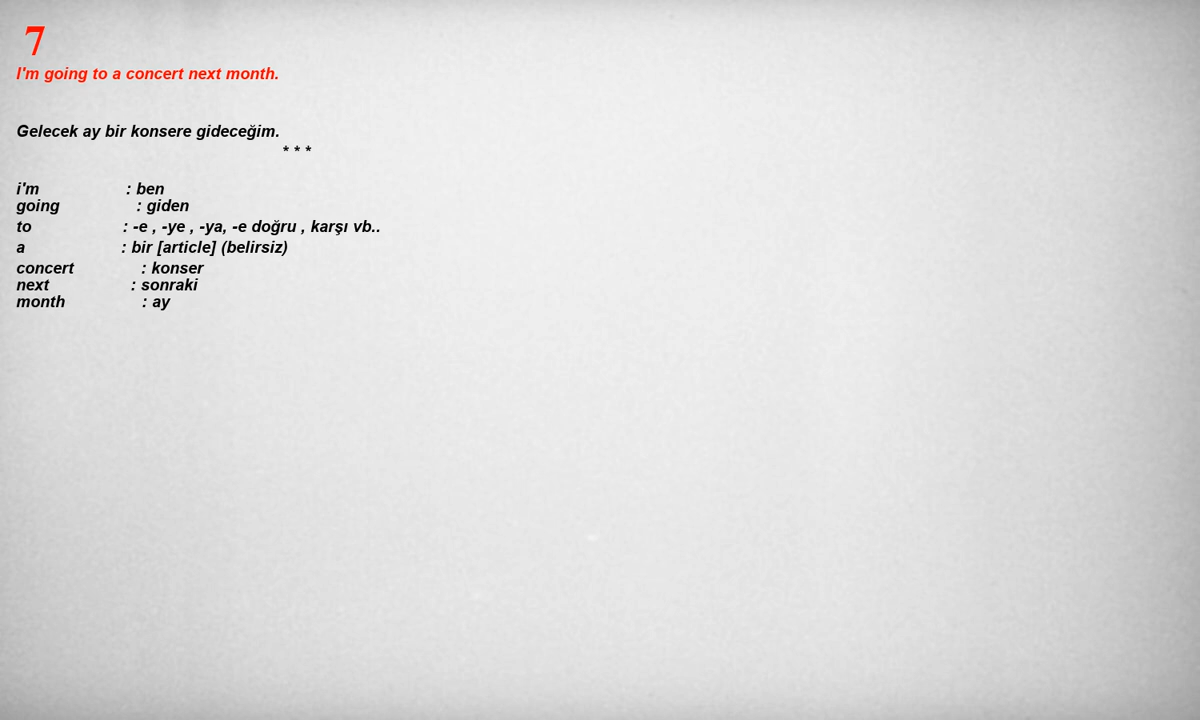 7
I'm going to a concert next month.
Gelecek ay bir konsere gideceğim.
* * *
i'm : ben
going : giden
to : -e , -ye , -ya, -e doğru , karşı vb..
a : bir [article] (belirsiz)
concert : konser
next : sonraki
month : ay